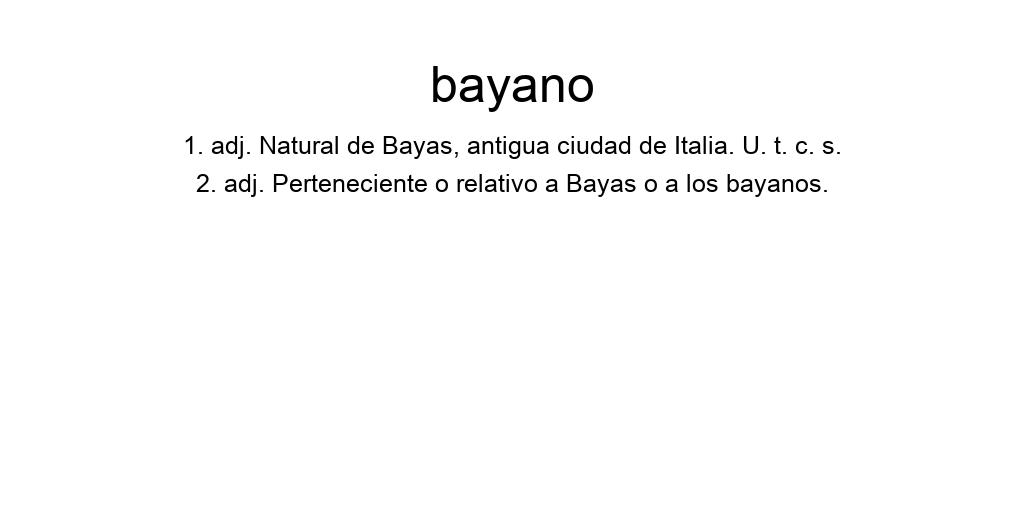 bayano
1. adj. Natural de Bayas, antigua ciudad de Italia. U. t. c. s.
2. adj. Perteneciente o relativo a Bayas o a los bayanos.